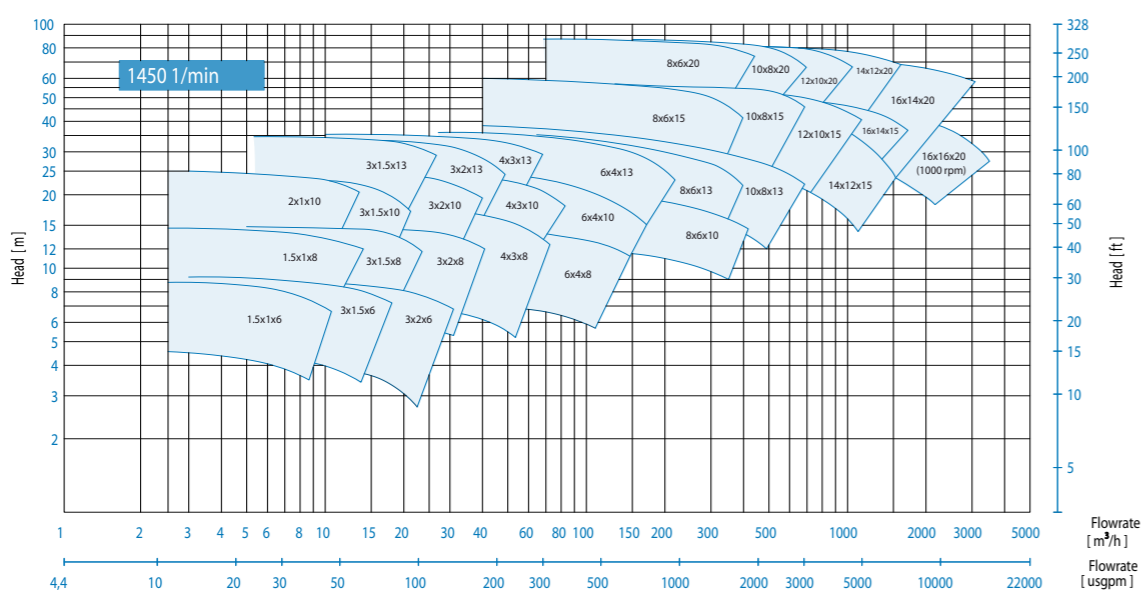 100
80
60
50
40
30
25
20
15
12
10
8
6
5
4
3
2
Head [m]
1450 1/min
8x6x20
10x8x20
12x10x20
14x12x20
16x14x20
8x6x15
10x8x15
12x10x15
16x14x15
16x16x20
(1000 rpm)
3x1.5x13
3x2x13
4x3x13
6x4x13
8x6x13
10x8x13
14x12x15
2x1x10
3x1.5x10
3x2x10
4x3x10
6x4x10
8x6x10
1.5x1x8
3x1.5x8
3x2x8
4x3x8
6x4x8
1.5x1x6
3x1.5x6
3x2x6
328
250
200
150
100
80
60
50
40
30
20
15
10
5
Head [ft]
1 2 3 4 5 6 8 10 15 20 30 40 60 80 100 150 200 300 500 1000 2000 3000 5000
Flowrate
[m³/h]
4,4 10 20 30 50 100 200 300 500 1000 2000 3000 5000 10000 22000
Flowrate
[usgpm]